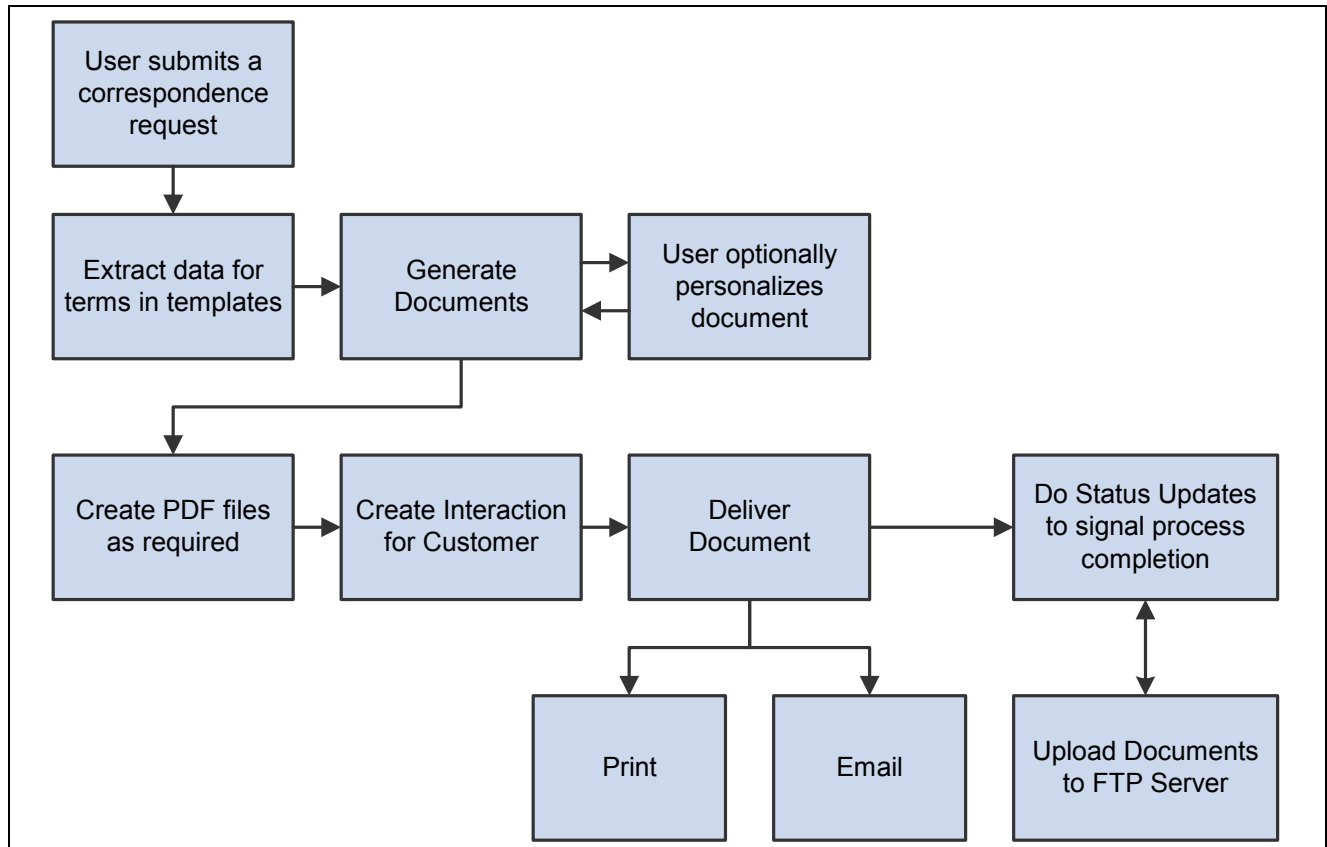 User submits a
correspondence
request
Extract data for
terms in templates
Generate
Documents
User optionally
personalizes
document
Create PDF files
as required
Create Interaction
for Customer
Deliver
Document
Do Status Updates
to signal process
completion
Print
Email
Upload Documents
to FTP Server